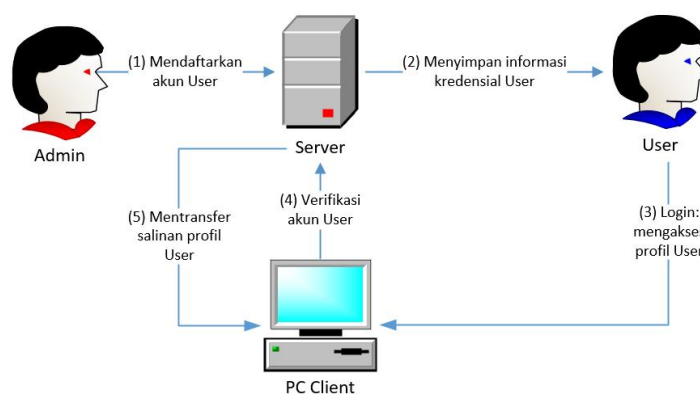 (1) Mendaftarkan
akun User
(2) Menyimpan informasi
kredensial User
Admin
Server
User
(5) Mentransfer
salinan profil
User
(4) Verifikasi
akun User
(3) Login:
mengakses
profil User
PC Client